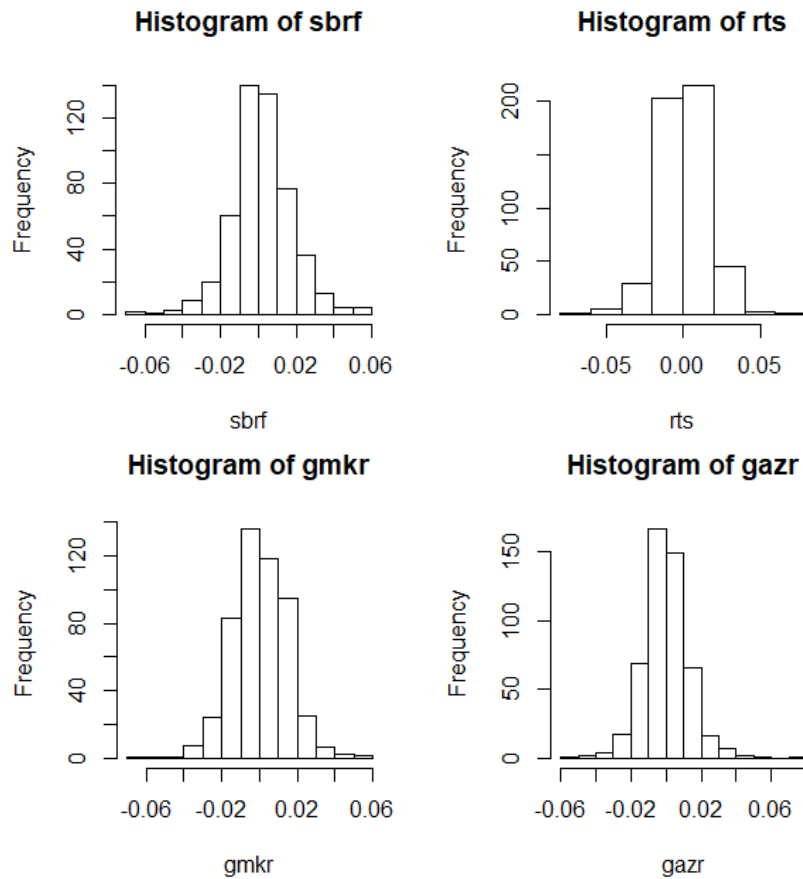 Histogram of sbrf
Frequency
0 40 80 120
-0.06 -0.02 0.02 0.06
sbrf
Histogram of rts
Frequency
0 50 100 200
-0.05 0.00 0.05
rts
Histogram of gmkr
Frequency
0 40 80 120
-0.06 -0.02 0.02 0.06
gmkr
Histogram of gazr
Frequency
0 50 100 150
-0.06 -0.02 0.02 0.06
gazr